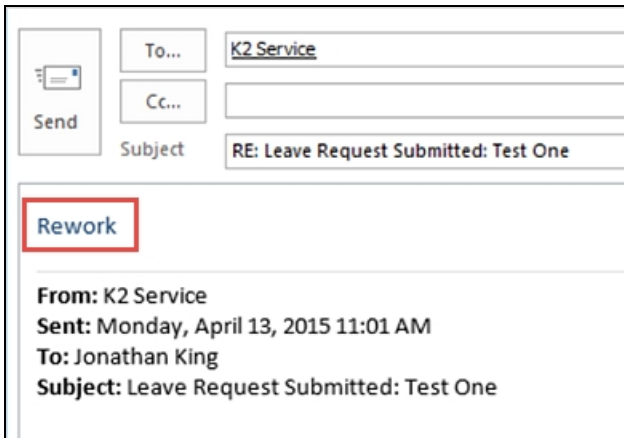 To...
K2 Service
Cc...
Send
Subject
RE: Leave Request Submitted: Test One
Rework
From: K2 Service
Sent: Monday, April 13, 2015 11:01 AM
To: Jonathan King
Subject: Leave Request Submitted: Test One